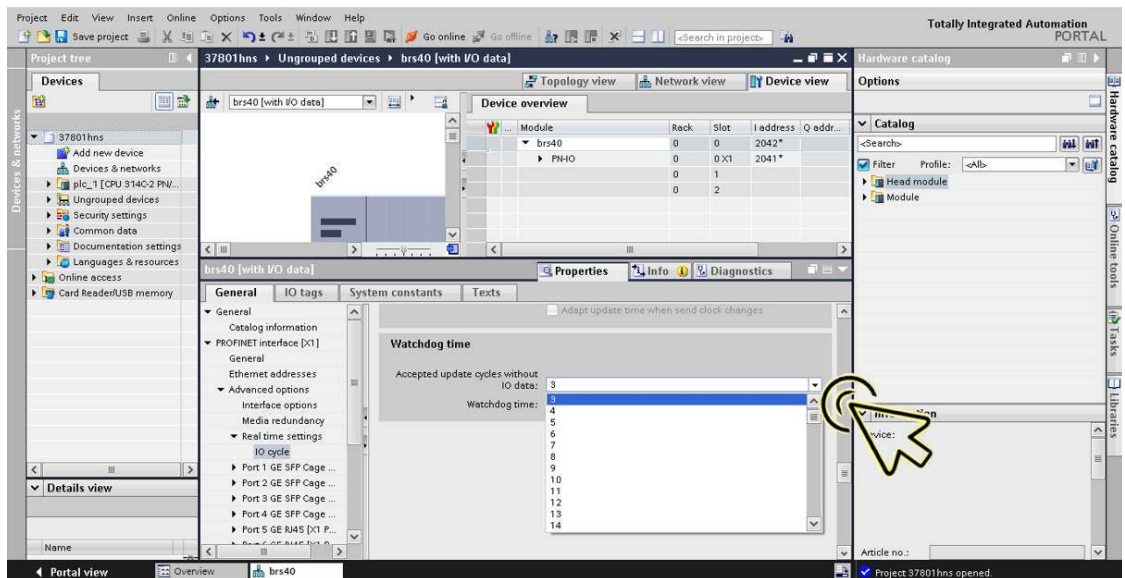 Project Edit View Insert Online Options Tools Window Help
Totally Integrated Automation
PORTAL
Save project Go online Go offline <Search in project>
Project tree
37801hns Ungrouped devices brs40 [with I/O data]
Hardware catalog
Devices
Topology view Network view Device view
Options
brs40 [with I/O data]
Device overview
Devices & networks
37801hns
Add new device
Devices & networks
plc_1 [CPU 314C-2 PN/...
Ungrouped devices
Security settings
Common data
Documentation settings
Languages & resources
Online access
Card Reader/USB memory
brs40
... Module Rack Slot I address Q addr...
brs40 0 0 2042*
PN-IO 0 0 X1 2041*
0 1
0 2
Catalog
<Search>
Filter Profile: <All>
Head module
Module
Hardware catalog
Online tools
Tasks
Libraries
brs40 [with I/O data]
Properties Info Diagnostics
General IO tags System constants Texts
General
Catalog information
PROFINET interface [X1]
General
Ethernet addresses
Advanced options
Interface options
Media redundancy
Real time settings
IO cycle
Port 1 GE SFP Cage ...
Port 2 GE SFP Cage ...
Port 3 GE SFP Cage ...
Port 4 GE SFP Cage ...
Port 5 GE RJ45 [X1 P...
Adapt update time when send clock changes
Watchdog time
Accepted update cycles without
IO data: 3
Watchdog time:
3
4
5
6
7
8
9
10
11
12
13
14
Details view
Name
Article no.:
Portal view Overview brs40
Project 37801hns opened.